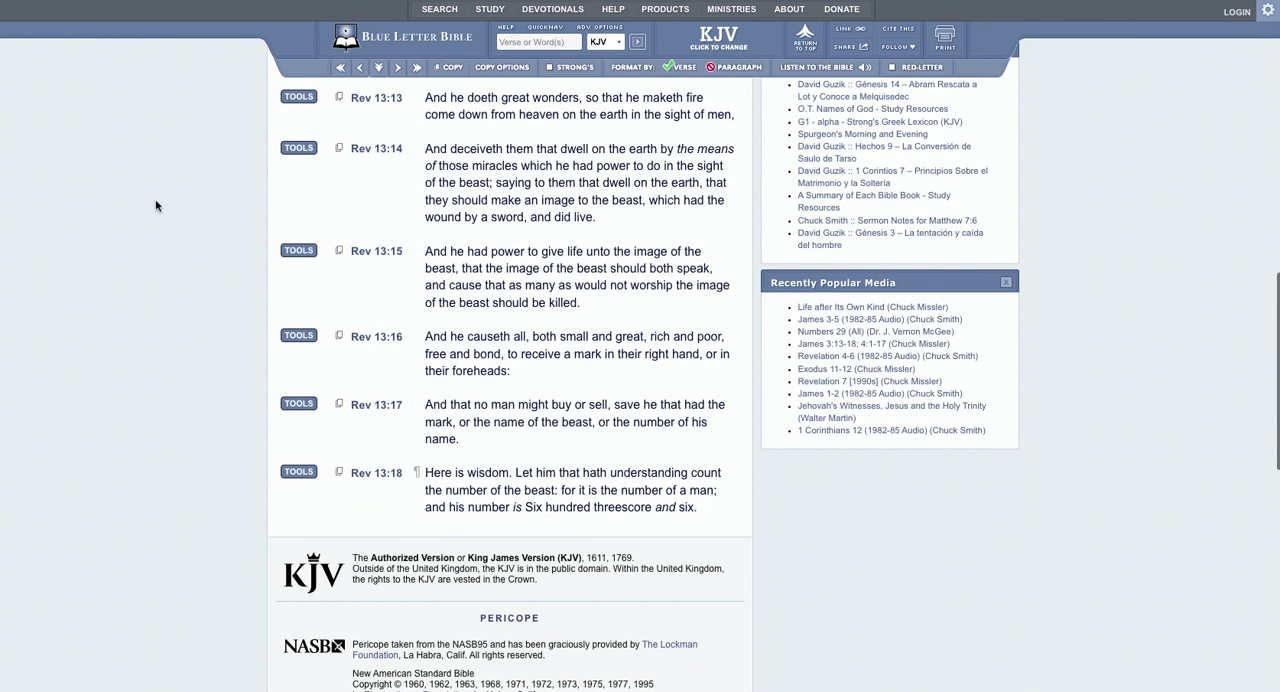 SEARCH STUDY DEVOTIONALS HELP PRODUCTS MINISTRIES ABOUT DONATE
LOGIN
BLUE LETTER BIBLE
HELP QUICKNAV ADV. OPTIONS
Verse or Word(s) KJV
KJV
CLICK TO CHANGE
RETURN
TO TOP
LINK CITE THIS
SHARE FOLLOW
PRINT
COPY COPY OPTIONS STRONG'S FORMAT BY: VERSE PARAGRAPH LISTEN TO THE BIBLE RED-LETTER
TOOLS Rev 13:13 And he doeth great wonders, so that he maketh fire
come down from heaven on the earth in the sight of men,
TOOLS Rev 13:14 And deceiveth them that dwell on the earth by the means
of those miracles which he had power to do in the sight
of the beast; saying to them that dwell on the earth, that
they should make an image to the beast, which had the
wound by a sword, and did live.
TOOLS Rev 13:15 And he had power to give life unto the image of the
beast, that the image of the beast should both speak,
and cause that as many as would not worship the image
of the beast should be killed.
TOOLS Rev 13:16 And he causeth all, both small and great, rich and poor,
free and bond, to receive a mark in their right hand, or in
their foreheads:
TOOLS Rev 13:17 And that no man might buy or sell, save he that had the
mark, or the name of the beast, or the number of his
name.
TOOLS Rev 13:18 ¶ Here is wisdom. Let him that hath understanding count
the number of the beast: for it is the number of a man;
and his number is Six hundred threescore and six.
KJV
The Authorized Version or King James Version (KJV), 1611, 1769.
Outside of the United Kingdom, the KJV is in the public domain. Within the United Kingdom,
the rights to the KJV are vested in the Crown.
PERICOPE
NASB
Pericope taken from the NASB95 and has been graciously provided by The Lockman
Foundation, La Habra, Calif. All rights reserved.
New American Standard Bible
Copyright © 1960, 1962, 1963, 1968, 1971, 1972, 1973, 1975, 1977, 1995
David Guzik :: Génesis 14 – Abram Rescata a
Lot y Conoce a Melquisedec
O.T. Names of God - Study Resources
G1 - alpha - Strong's Greek Lexicon (KJV)
Spurgeon's Morning and Evening
David Guzik :: Hechos 9 – La Conversión de
Saulo de Tarso
David Guzik :: 1 Corintios 7 – Principios Sobre el
Matrimonio y la Soltería
A Summary of Each Bible Book - Study
Resources
Chuck Smith :: Sermon Notes for Matthew 7:6
David Guzik :: Génesis 3 – La tentación y caída
del hombre
Recently Popular Media x
Life after Its Own Kind (Chuck Missler)
James 3-5 (1982-85 Audio) (Chuck Smith)
Numbers 29 (All) (Dr. J. Vernon McGee)
James 3:13-18; 4:1-17 (Chuck Missler)
Revelation 4-6 (1982-85 Audio) (Chuck Smith)
Exodus 11-12 (Chuck Missler)
Revelation 7 [1990s] (Chuck Missler)
James 1-2 (1982-85 Audio) (Chuck Smith)
Jehovah's Witnesses, Jesus and the Holy Trinity
(Walter Martin)
1 Corinthians 12 (1982-85 Audio) (Chuck Smith)